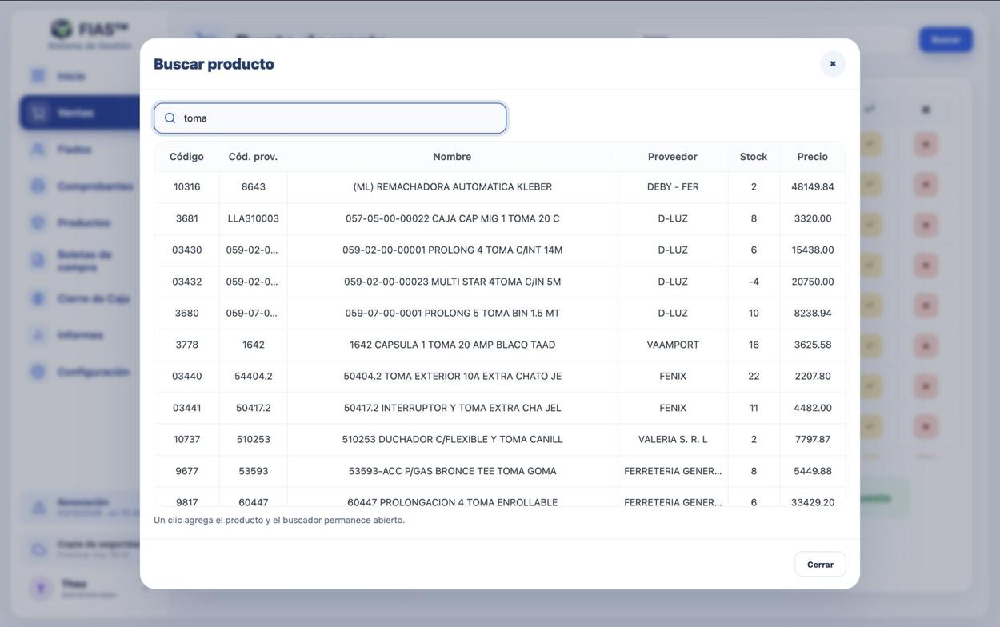 FIAS™
Sistema de Gestión
Buscar
Inicio
Ventas
Fiados
Comprobantes
Productos
Boletas de
compra
Cierre de Caja
Informes
Configuración
Renovación
Copia de seguridad
Theo
Administrador
Buscar producto
toma
Código Cód. prov. Nombre Proveedor Stock Precio
10316 8643 (ML) REMACHADORA AUTOMATICA KLEBER DEBY - FER 2 48149.84
3681 LLA310003 057-05-00-00022 CAJA CAP MIG 1 TOMA 20 C D-LUZ 8 3320.00
03430 059-02-0... 059-02-00-00001 PROLONG 4 TOMA C/INT 14M D-LUZ 6 15438.00
03432 059-02-0... 059-02-00-00023 MULTI STAR 4TOMA C/IN 5M D-LUZ -4 20750.00
3680 059-07-0... 059-07-00-0001 PROLONG 5 TOMA BIN 1.5 MT D-LUZ 10 8238.94
3778 1642 1642 CAPSULA 1 TOMA 20 AMP BLACO TAAD VAAMPORT 16 3625.58
03440 54404.2 50404.2 TOMA EXTERIOR 10A EXTRA CHATO JE FENIX 22 2207.80
03441 50417.2 50417.2 INTERRUPTOR Y TOMA EXTRA CHA JEL FENIX 11 4482.00
10737 510253 510253 DUCHADOR C/FLEXIBLE Y TOMA CANILL VALERIA S. R. L 2 7797.87
9677 53593 53593-ACC P/GAS BRONCE TEE TOMA GOMA FERRETERIA GENER... 8 5449.88
9817 60447 60447 PROLONGACION 4 TOMA ENROLLABLE FERRETERIA GENER... 6 33429.20
Un clic agrega el producto y el buscador permanece abierto.
Cerrar